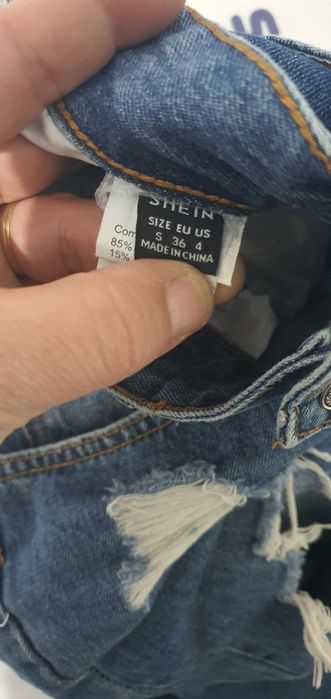 SHEIN
SIZE EU US
S 36 4
MADE IN CHINA
Com
85%
15%